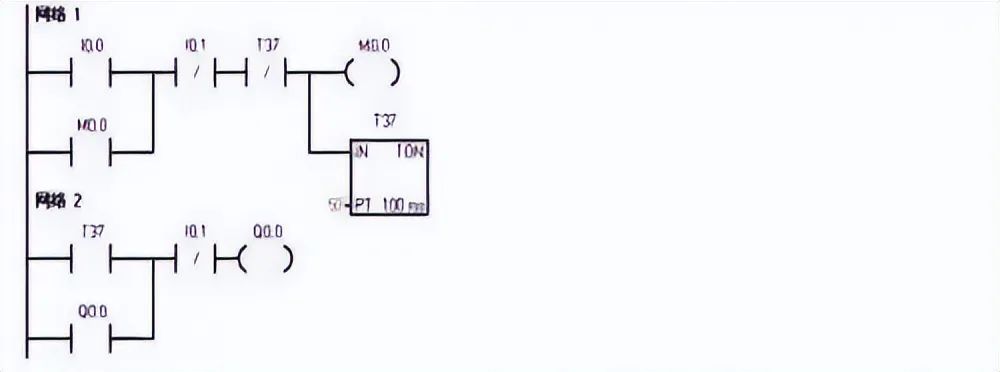 网络 1
I0.0 I0.1 T37 M0.0
M0.0 T37
IN TON
50 PT 100 ms
网络 2
T37 I0.1 Q0.0
Q0.0